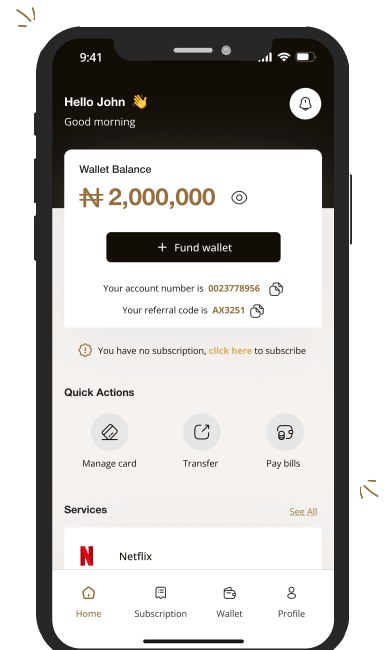 9:41
Hello John 👋
Good morning
Wallet Balance
₦ 2,000,000
+ Fund wallet
Your account number is 0023778956
Your referral code is AX3251
You have no subscription, click here to subscribe
Quick Actions
Manage card Transfer Pay bills
Services See All
N Netflix
Home Subscription Wallet Profile